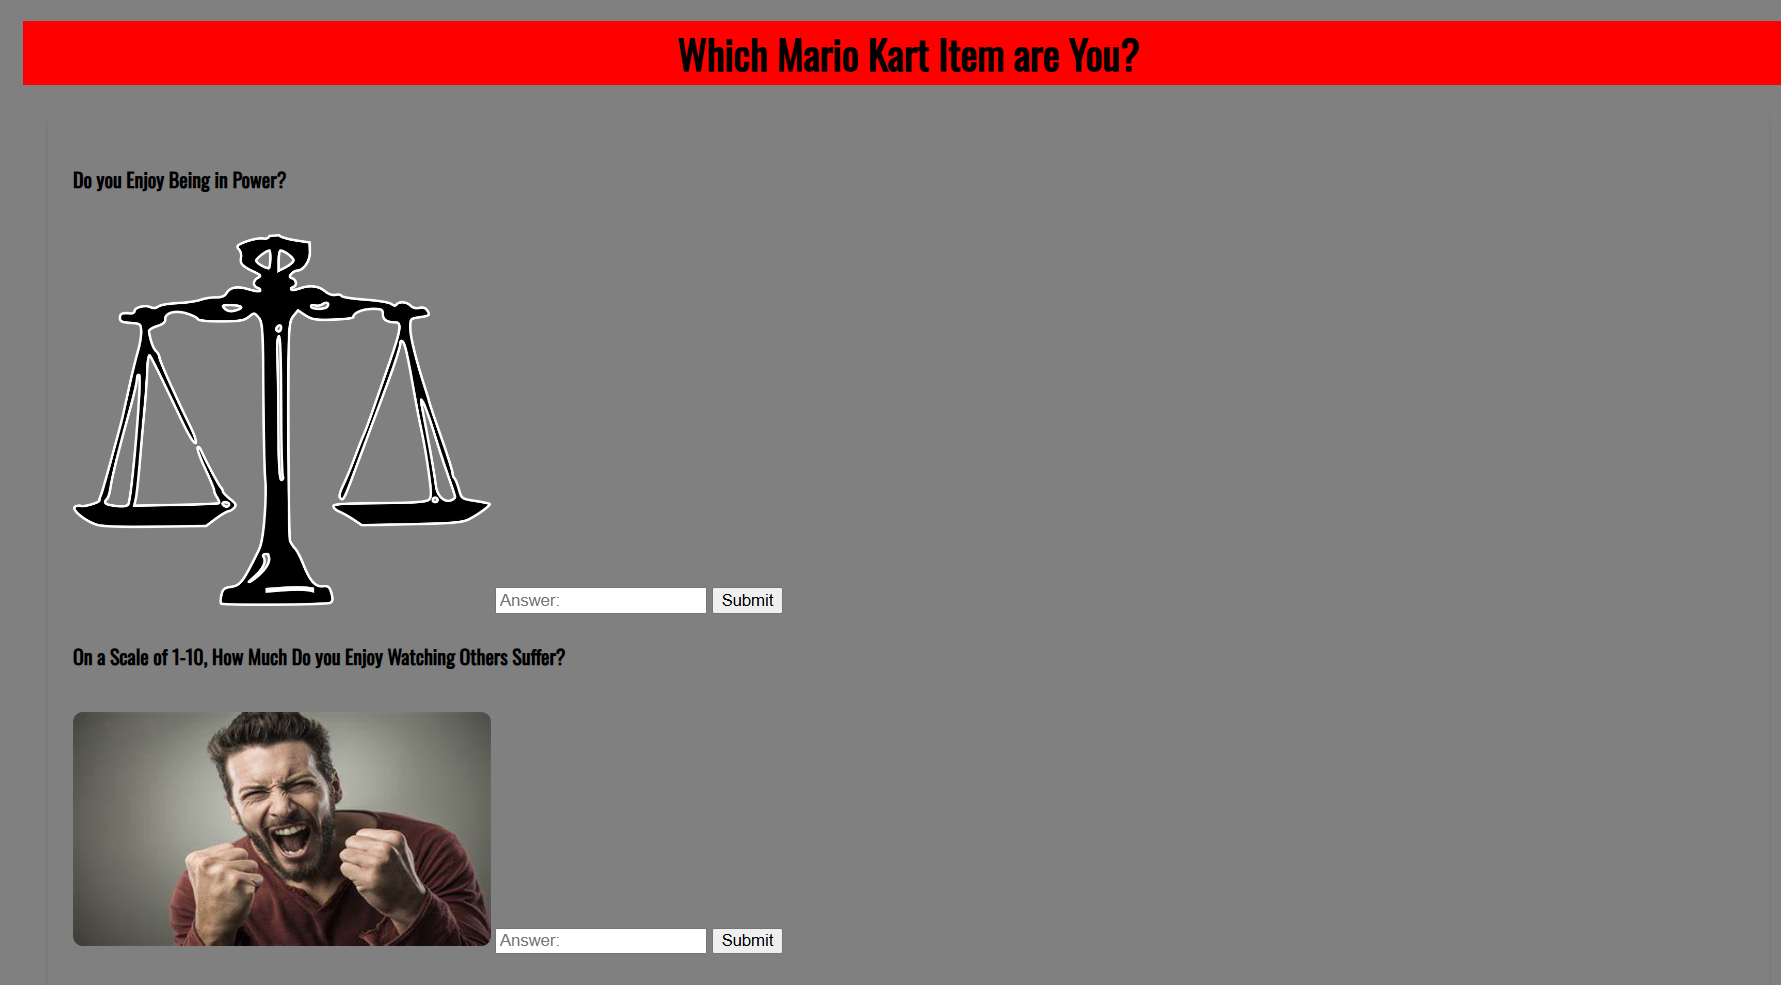 Which Mario Kart Item are You?
Do you Enjoy Being in Power?
Answer: Submit
On a Scale of 1-10, How Much Do you Enjoy Watching Others Suffer?
Answer: Submit